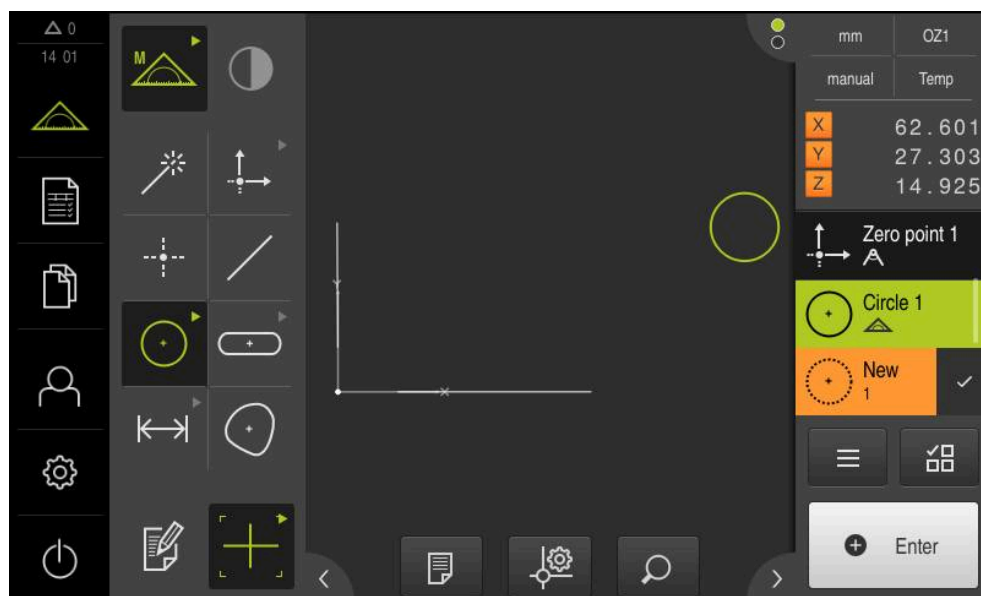 0
14 01
M
mm
OZ1
manual
Temp
X 62.601
Y 27.303
Z 14.925
Zero point 1
Circle 1
New
1
Y
X
Enter